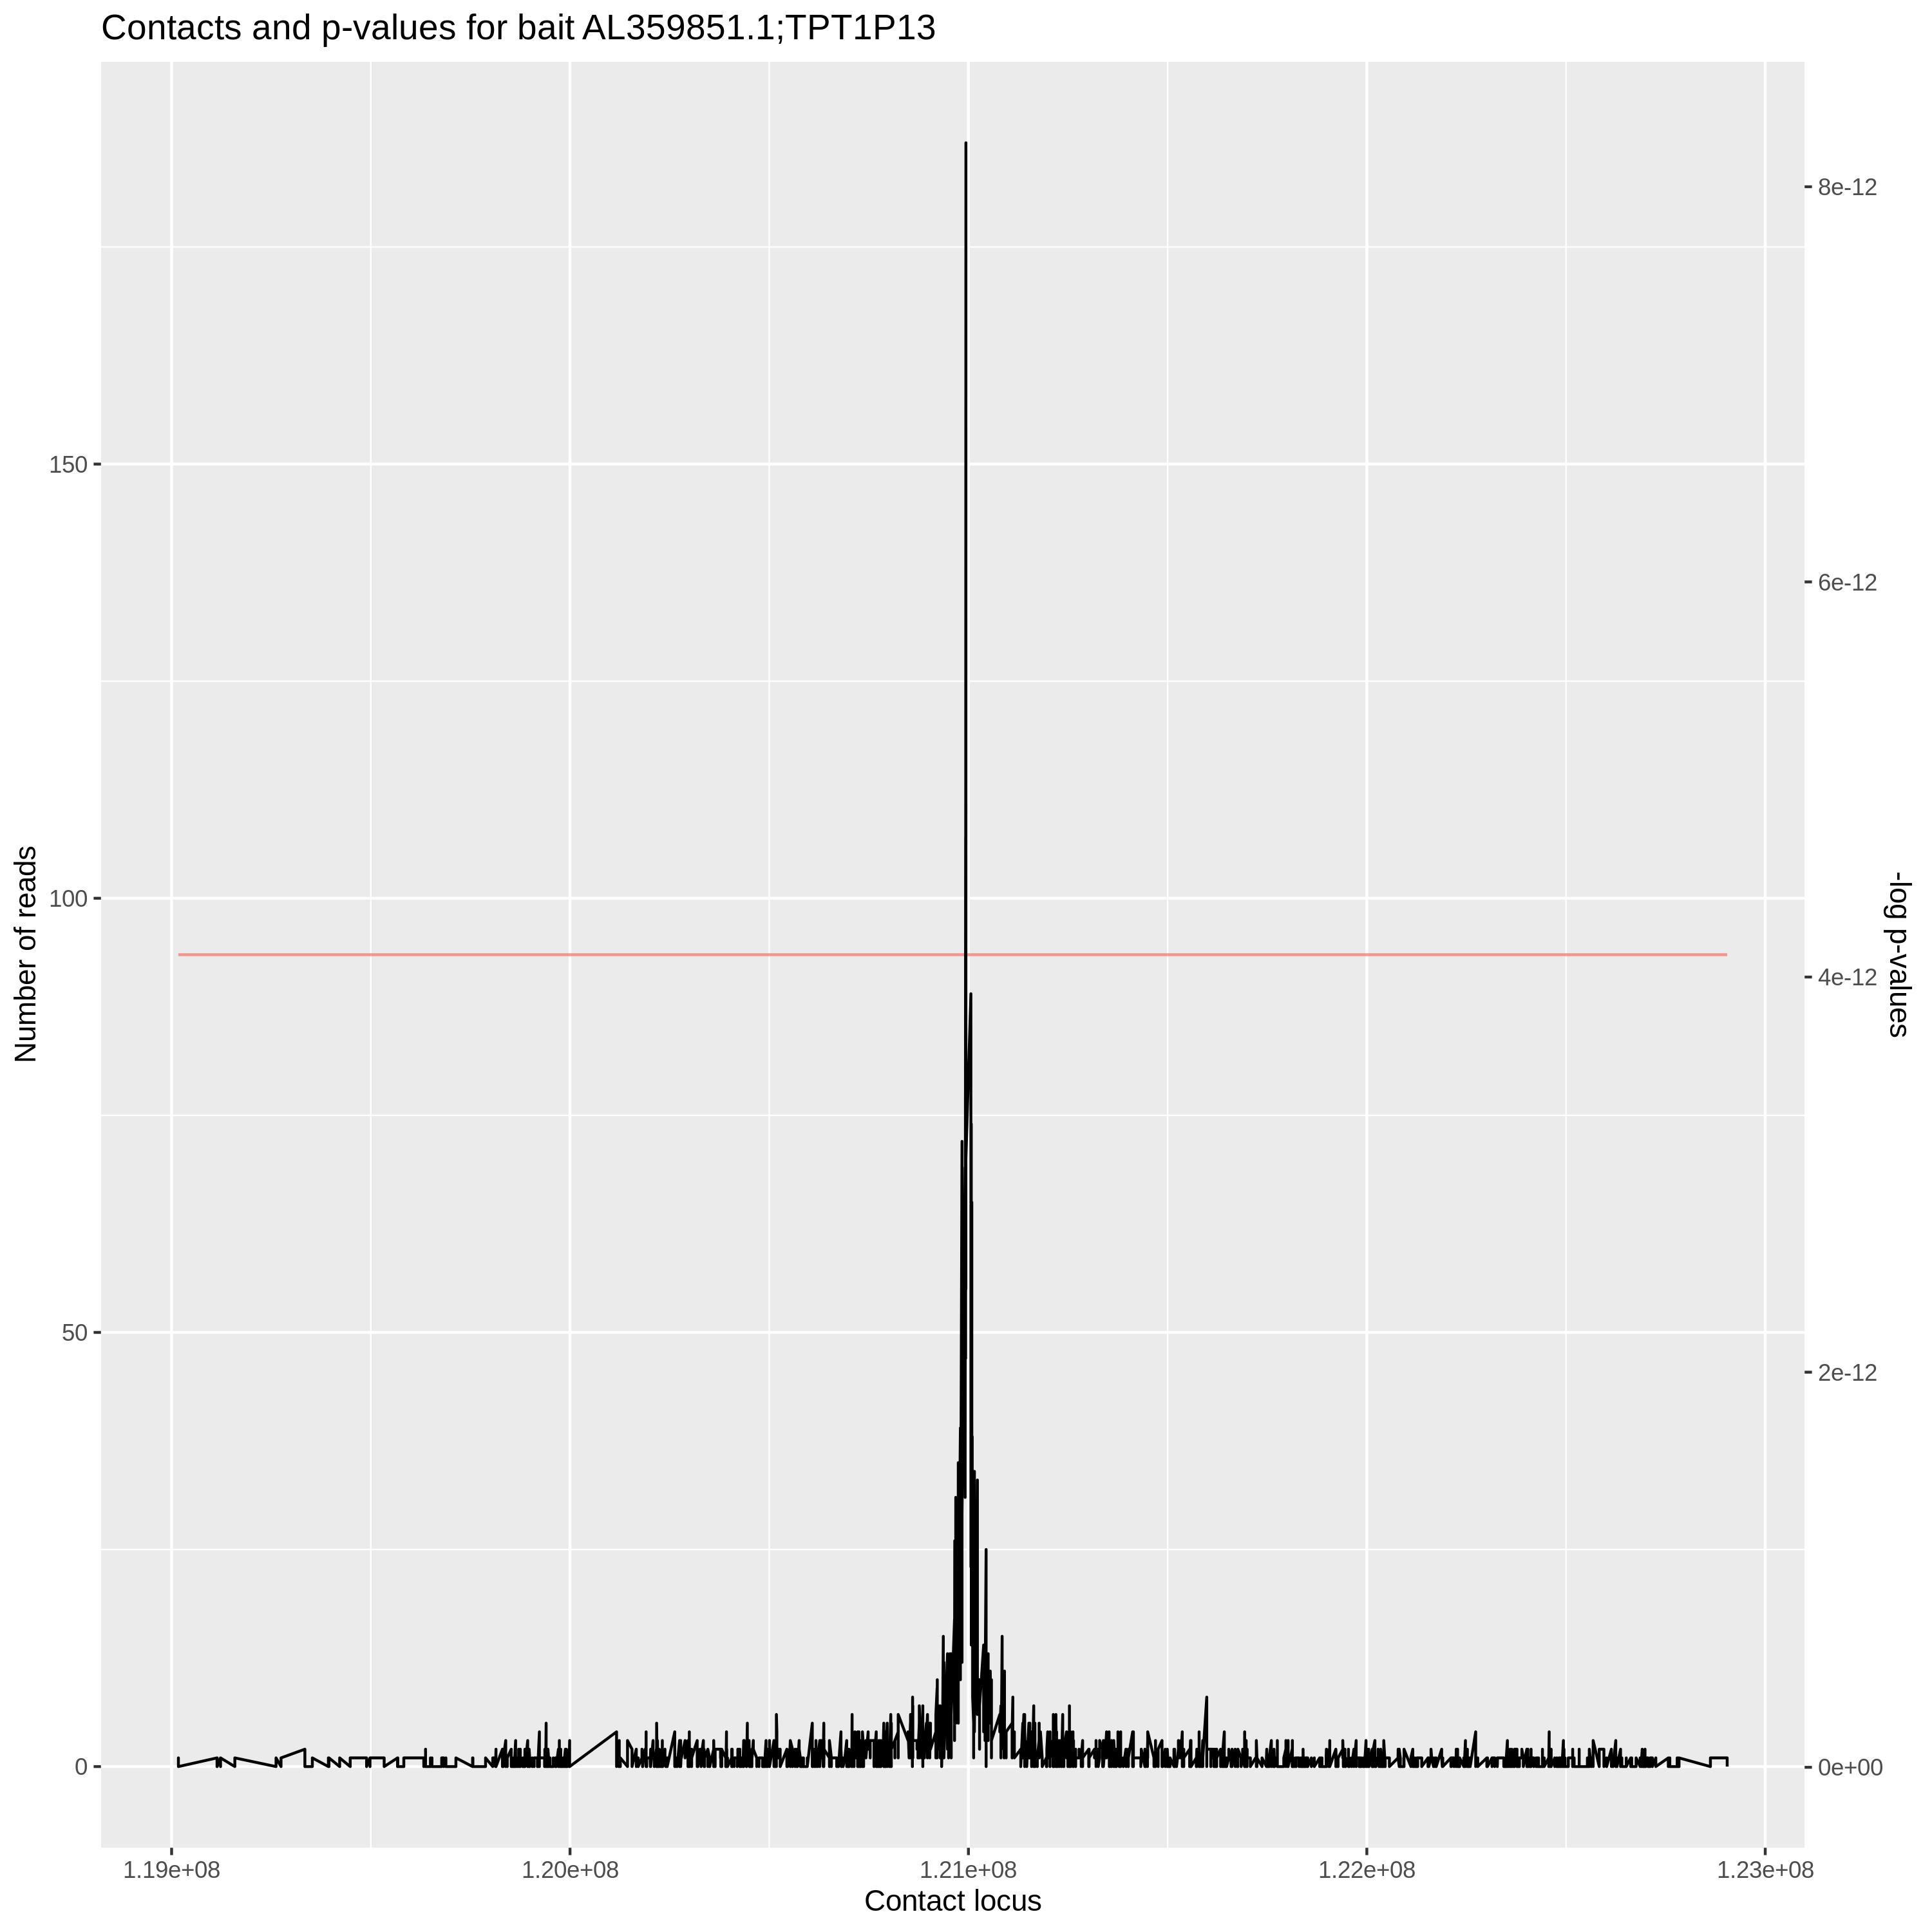 Contacts and p-values for bait AL359851.1;TPT1P13
8e-12
150
6e-12
Number of reads
100
-log p-values
4e-12
50
2e-12
0
0e+00
1.19e+08
1.20e+08
1.21e+08
1.22e+08
1.23e+08
Contact locus